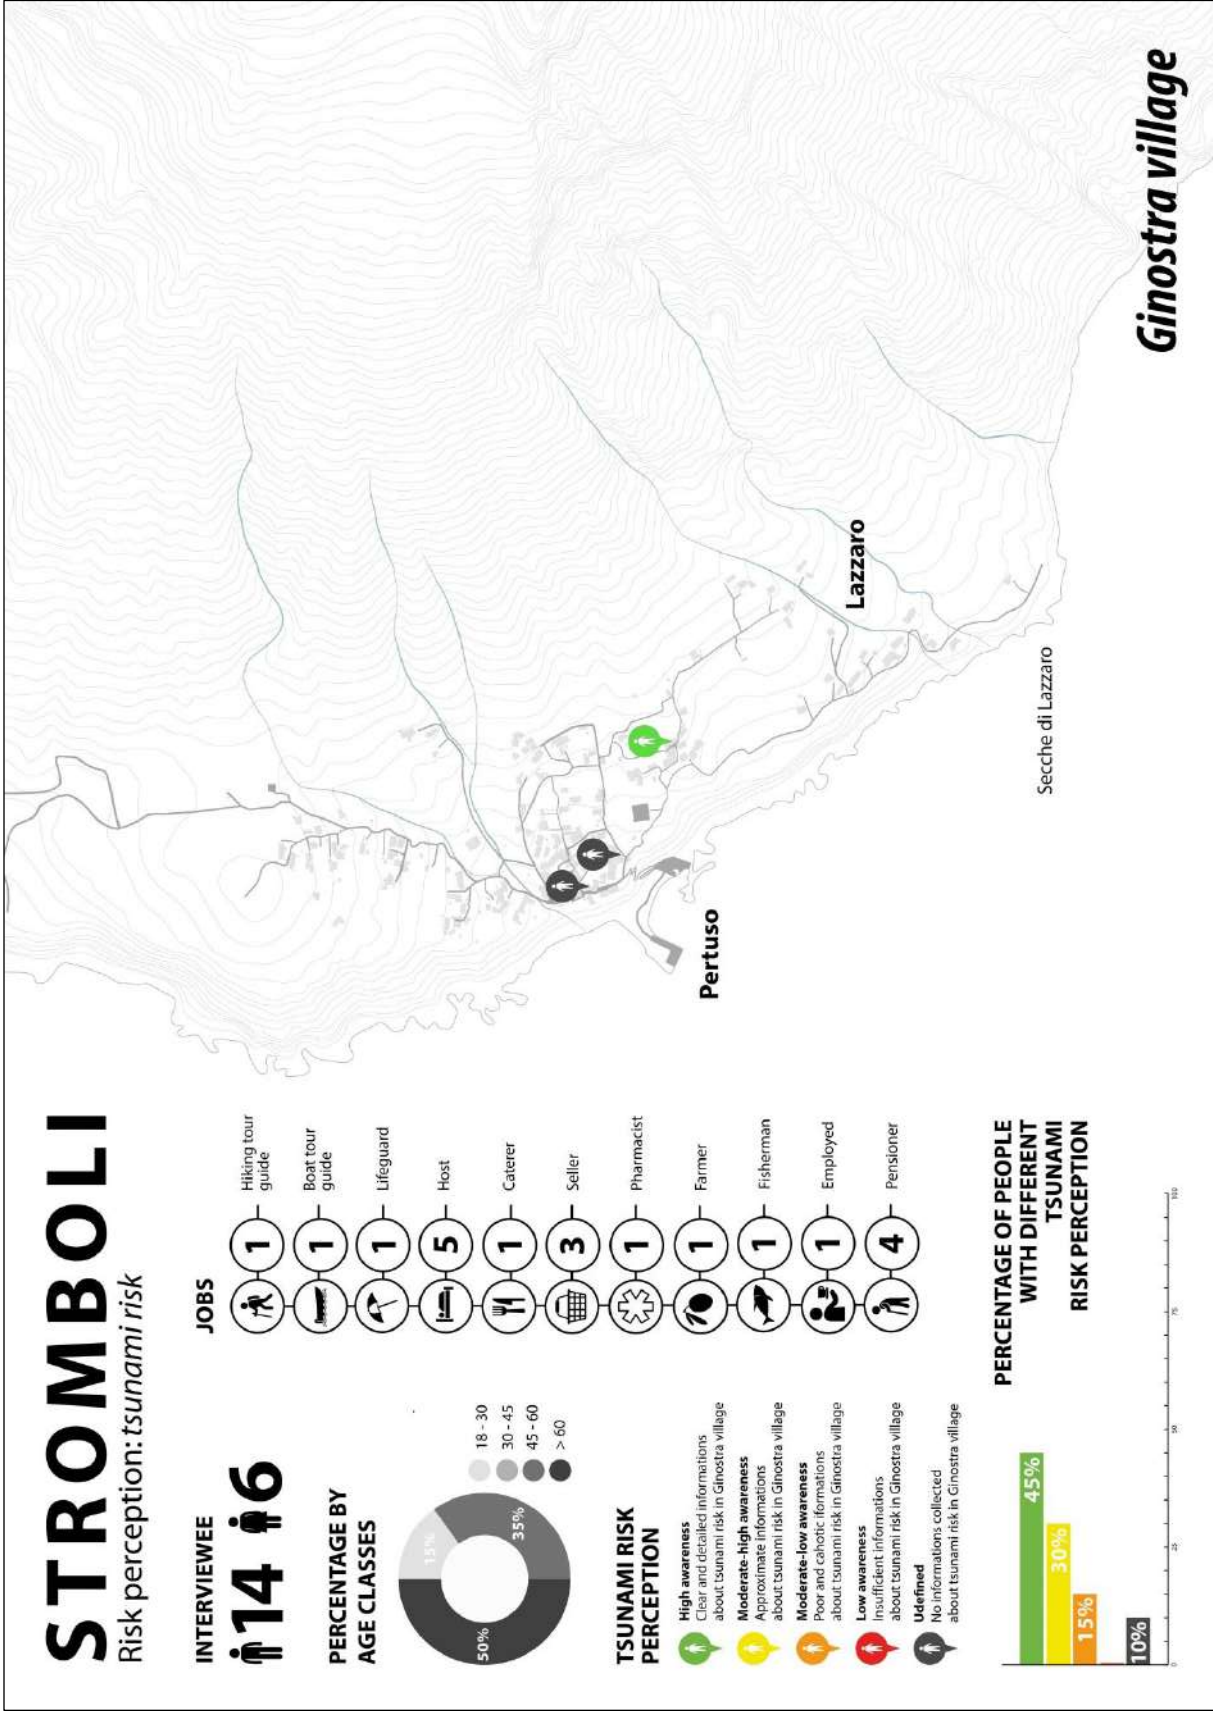 STROMBOLI
Risk perception: tsunami risk
INTERVIEWEE
14 6
PERCENTAGE BY
AGE CLASSES
50%
15%
35%
18 - 30
30 - 45
45 - 60
> 60
JOBS
1 Hiking tour
guide
1 Boat tour
guide
1 Lifeguard
5 Host
1 Caterer
3 Seller
1 Pharmacist
1 Farmer
1 Fisherman
1 Employed
4 Pensioner
TSUNAMI RISK
PERCEPTION
High awareness
Clear and detailed informations
about tsunami risk in Ginostra village
Moderate-high awareness
Approximate informations
about tsunami risk in Ginostra village
Moderate-low awareness
Poor and cahotic iformations
about tsunami risk in Ginostra village
Low awareness
Insufficient informations
about tsunami risk in Ginostra village
Udefined
No informations collected
about tsunami risk in Ginostra village
PERCENTAGE OF PEOPLE
WITH DIFFERENT
TSUNAMI
RISK PERCEPTION
45%
30%
15%
10%
0 25 50 75 100
Pertuso
Lazzaro
Secche di Lazzaro
Ginostra village